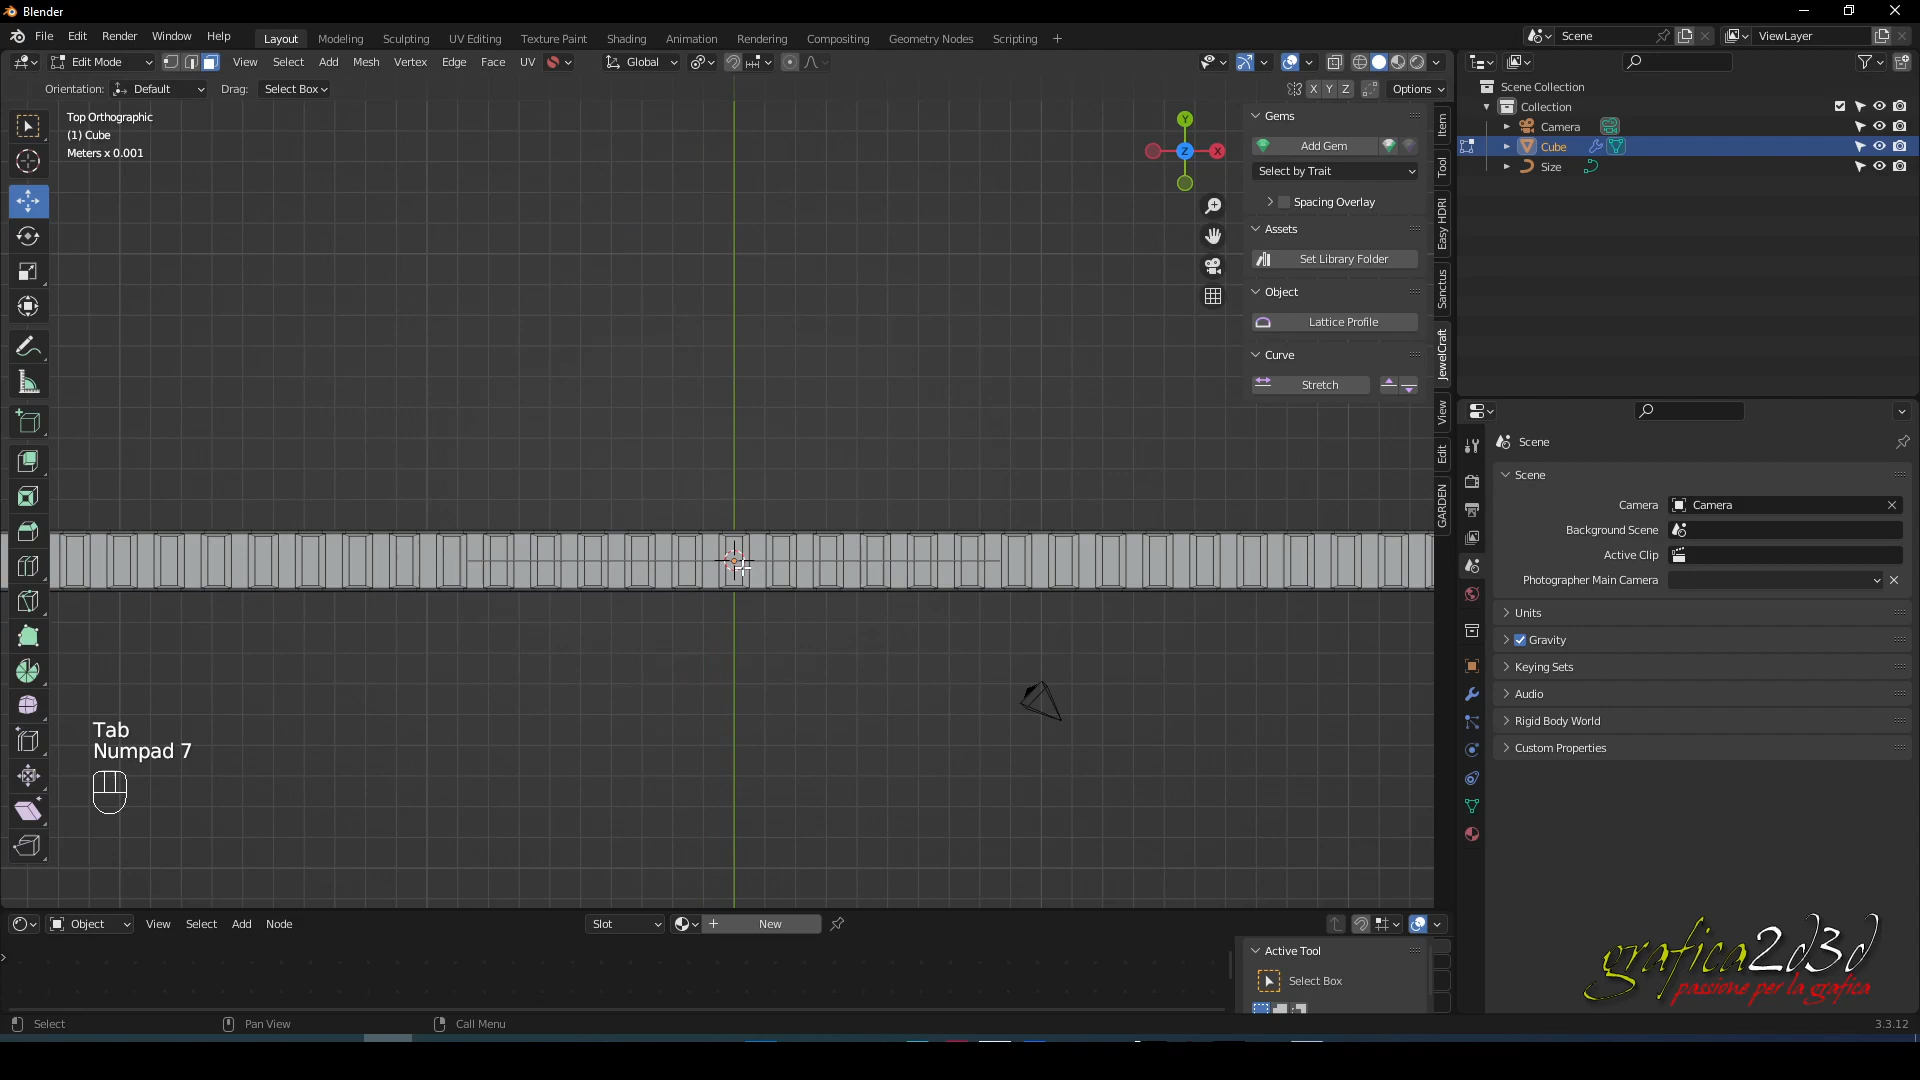 Blender
File Edit Render Window Help
Layout Modeling Sculpting UV Editing Texture Paint Shading Animation Rendering Compositing Geometry Nodes Scripting +
Scene
ViewLayer
Edit Mode View Select Add Mesh Vertex Edge Face UV
Global
Orientation: Default Drag: Select Box
X Y Z Options
Top Orthographic
(1) Cube
Meters x 0.001
Y
Z
X
Gems
Add Gem
Select by Trait
Spacing Overlay
Assets
Set Library Folder
Object
Lattice Profile
Curve
Stretch
Item
Tool
Easy HDRI
Sanctus
JewelCraft
View
Edit
GARDEN
Scene Collection
Collection
Camera
Cube
Size
Scene
Scene
Camera Camera
Background Scene
Active Clip
Photographer Main Camera
Units
Gravity
Keying Sets
Audio
Rigid Body World
Custom Properties
Tab
Numpad 7
Object View Select Add Node
Slot
New
Active Tool
Select Box
grafica2d3d
passione per la grafica
Select
Pan View
Call Menu
3.3.12